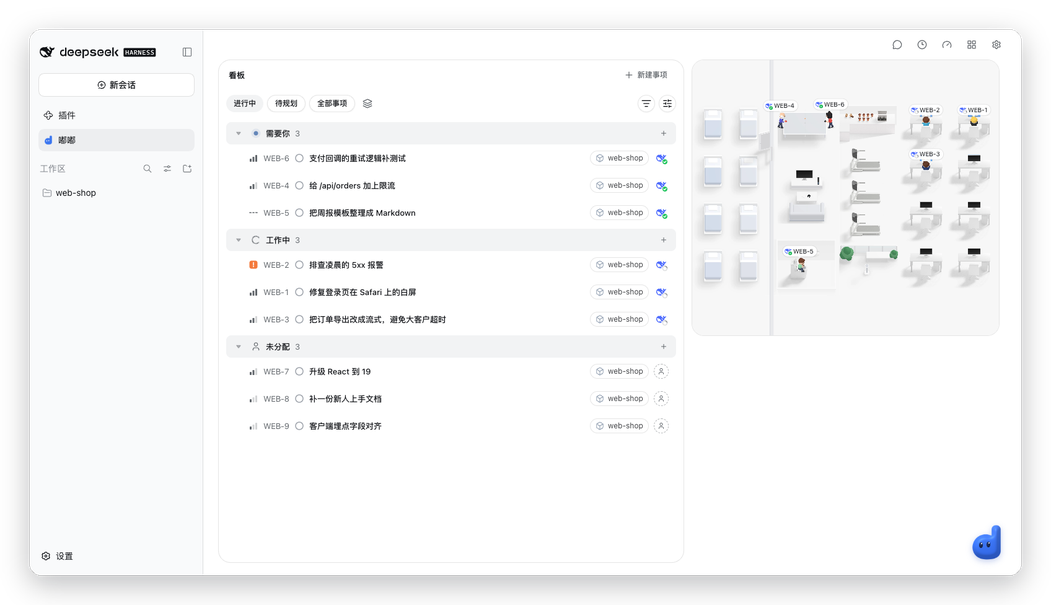 deepseek HARNESS
新会话
插件
嘟嘟
工作区
web-shop
设置
看板
新建事项
进行中
待规划
全部事项
需要你 3
WEB-6 支付回调的重试逻辑补测试 web-shop
WEB-4 给 /api/orders 加上限流 web-shop
WEB-5 把周报模板整理成 Markdown web-shop
工作中 3
WEB-2 排查凌晨的 5xx 报警 web-shop
WEB-1 修复登录页在 Safari 上的白屏 web-shop
WEB-3 把订单导出改成流式，避免大客户超时 web-shop
未分配 3
WEB-7 升级 React 到 19 web-shop
WEB-8 补一份新人上手文档 web-shop
WEB-9 客户端埋点字段对齐 web-shop
WEB-4
WEB-6
WEB-2
WEB-1
WEB-3
WEB-5